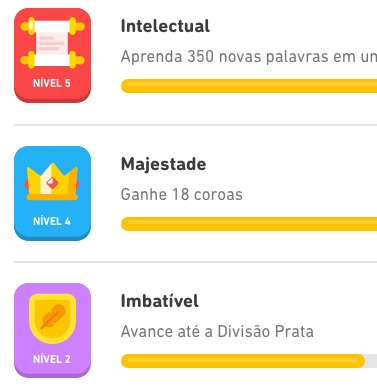 Intelectual
Aprenda 350 novas palavras em un
NÍVEL 5
Majestade
Ganhe 18 coroas
NÍVEL 4
Imbatível
Avance até a Divisão Prata
NÍVEL 2